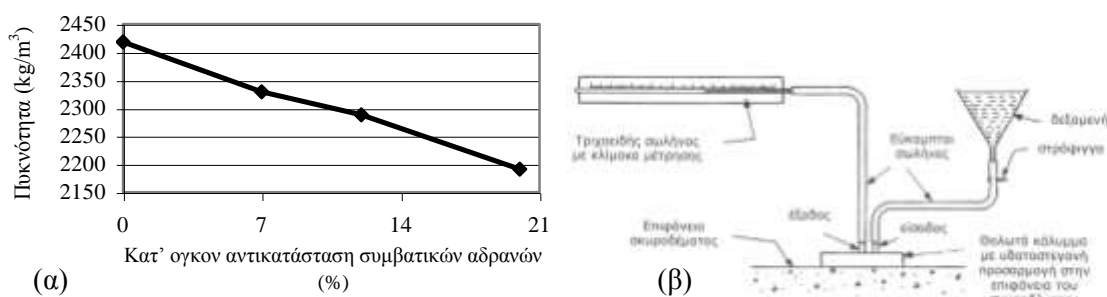 Πυκνότητα (kg/m³)
2450
2400
2350
2300
2250
2200
2150
0
7
14
21
Κατ' ογκον αντικατάσταση συμβατικών αδρανών
(%)
(α)
Τριχοειδής σωλήνας
με κλίμακα μέτρησης
Εύκαμπτοι
σωλήνας
δεξαμενή
στρόφιγγα
έξοδος
είσοδος
Επιφάνεια
σκυροδέματος
Θολωτό κάλυμμα
με υδατοστεγανή
προσαρμογή στην
επιφάνεια του
(β)